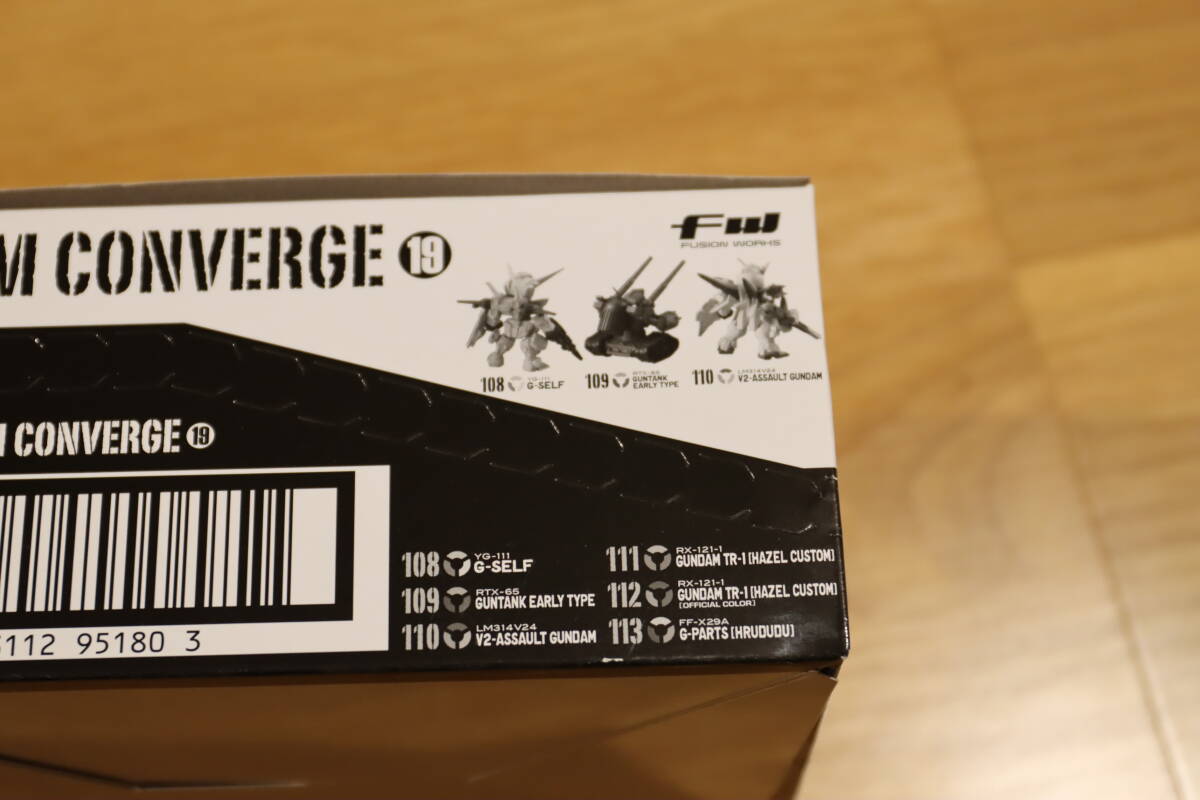 M CONVERGE 19
FW
FUSION WORKS
108 YG-111 G-SELF
109 RTX-65 GUNTANK EARLY TYPE
110 LM314V24 V2-ASSAULT GUNDAM
M CONVERGE 19
112 95180 3
108 YG-111 G-SELF
109 RTX-65 GUNTANK EARLY TYPE
110 LM314V24 V2-ASSAULT GUNDAM
111 RX-121-1 GUNDAM TR-1 [HAZEL CUSTOM]
112 RX-121-1 GUNDAM TR-1 [HAZEL CUSTOM] [OFFICIAL COLOR]
113 FF-X29A G-PARTS [HRUDUDU]